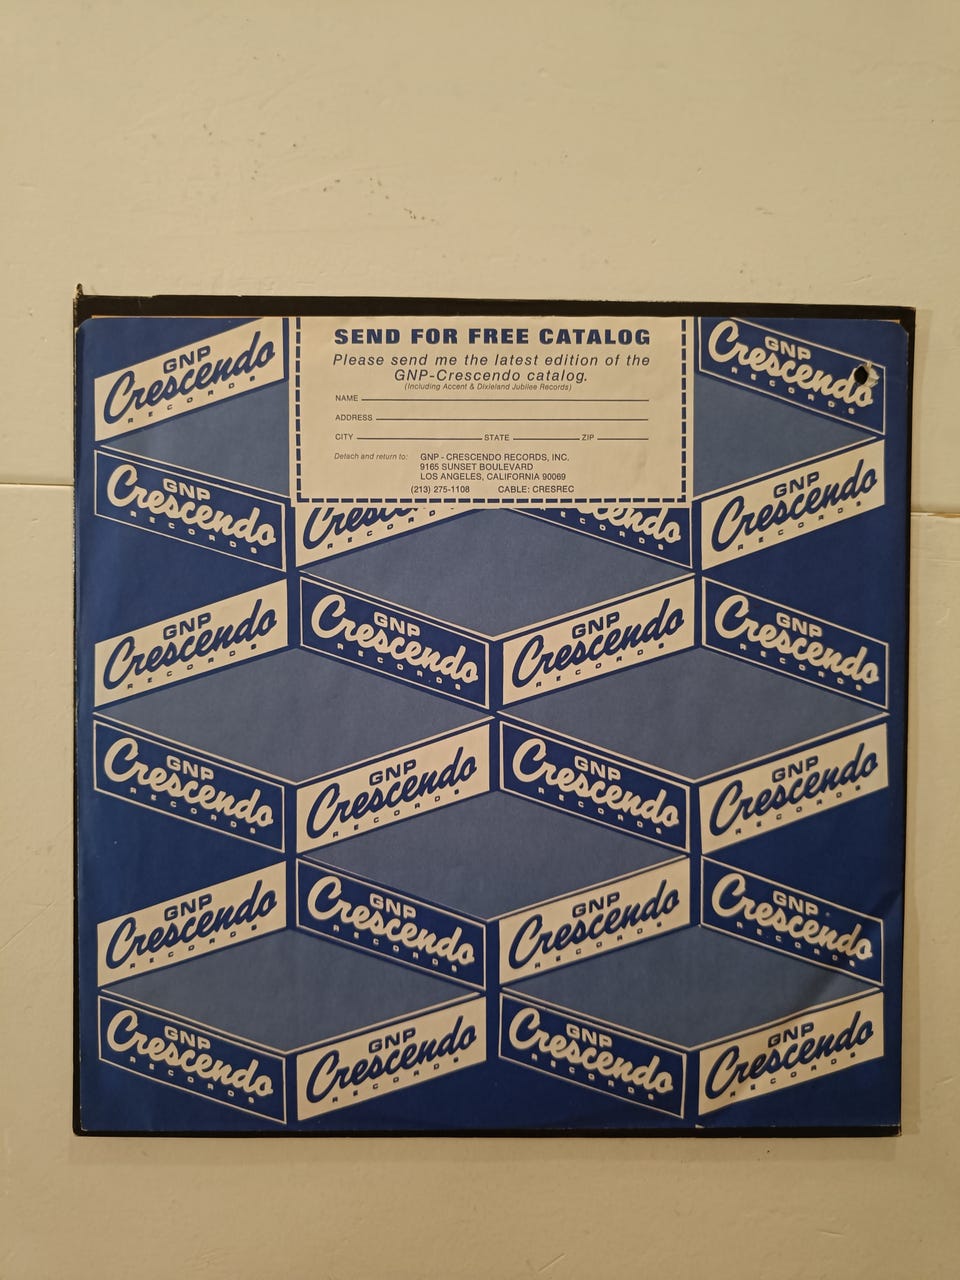 GNP
Crescendo
RECORDS
SEND FOR FREE CATALOG
Please send me the latest edition of the
GNP-Crescendo catalog.
(Including Accent & Dixieland Jubilee Records)
NAME
ADDRESS
CITY STATE ZIP
Detach and return to: GNP - CRESCENDO RECORDS, INC.
9165 SUNSET BOULEVARD
LOS ANGELES, CALIFORNIA 90069
(213) 275-1108 CABLE: CRESREC
GNP
Crescendo
RECORDS
GNP
Crescendo
RECORDS
GNP
Crescendo
RECORDS
GNP
Crescendo
RECORDS
GNP
Crescendo
RECORDS
GNP
Crescendo
RECORDS
GNP
Crescendo
RECORDS
GNP
Crescendo
RECORDS
GNP
Crescendo
RECORDS
GNP
Crescendo
RECORDS
GNP
Crescendo
RECORDS
GNP
Crescendo
RECORDS
GNP
Crescendo
RECORDS
GNP
Crescendo
RECORDS
GNP
Crescendo
RECORDS
GNP
Crescendo
RECORDS
GNP
Crescendo
RECORDS
GNP
Crescendo
RECORDS
GNP
Crescendo
RECORDS
GNP
Crescendo
RECORDS